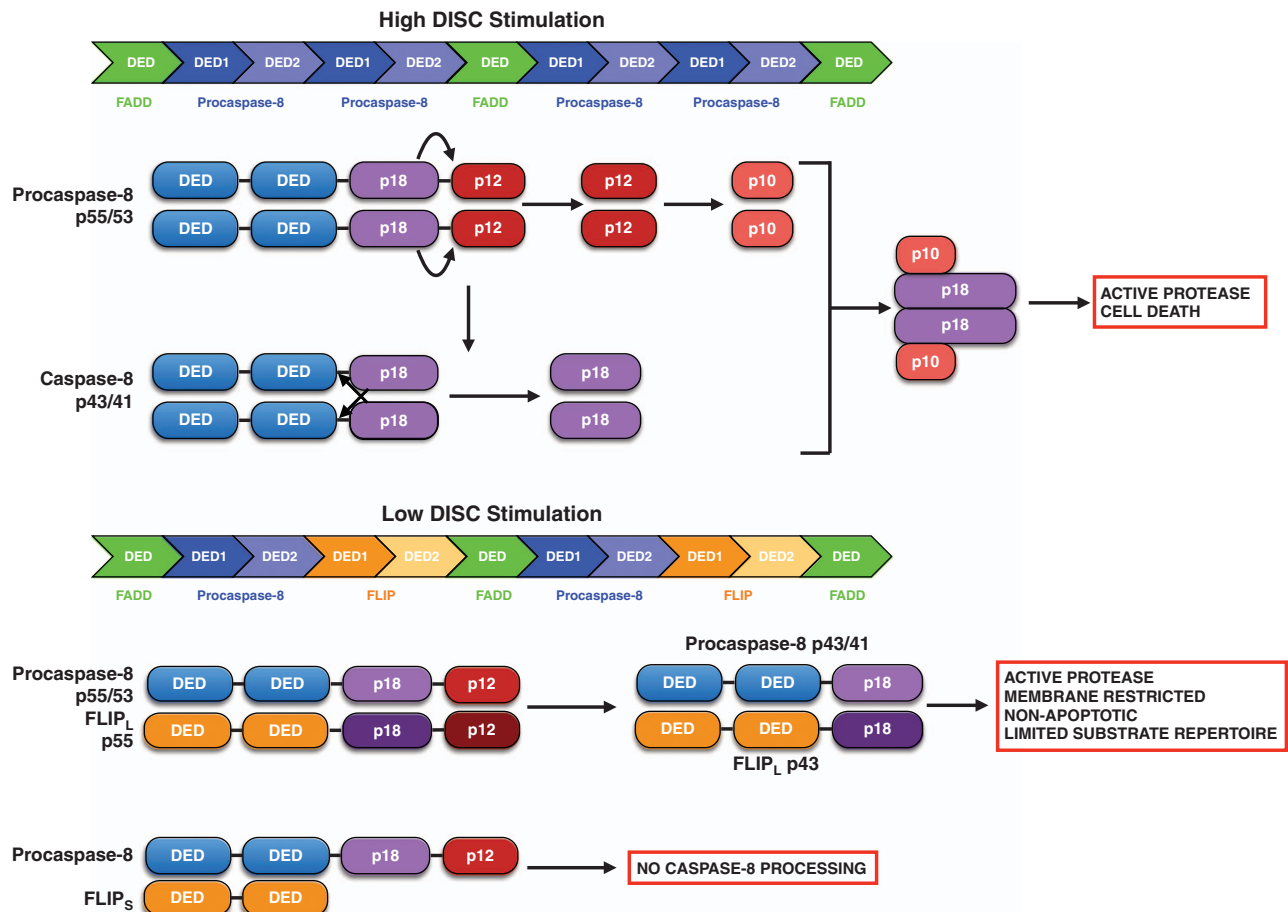 High DISC Stimulation
DED DED1 DED2 DED1 DED2 DED DED1 DED2 DED1 DED2 DED
FADD Procaspase-8 Procaspase-8 FADD Procaspase-8 Procaspase-8 FADD
Procaspase-8
p55/53
DED DED p18 p12 p12 p10
DED DED p18 p12 p12 p10
p10
p18
p18
p10
ACTIVE PROTEASE
CELL DEATH
Caspase-8
p43/41
DED DED p18 p18
DED DED p18 p18
Low DISC Stimulation
DED DED1 DED2 DED1 DED2 DED DED1 DED2 DED1 DED2 DED
FADD Procaspase-8 FLIP FADD Procaspase-8 FLIP FADD
Procaspase-8
p55/53
FLIPL
p55
DED DED p18 p12
DED DED p18 p12
Procaspase-8 p43/41
DED DED p18
DED DED p18
FLIPL p43
ACTIVE PROTEASE
MEMBRANE RESTRICTED
NON-APOPTOTIC
LIMITED SUBSTRATE REPERTOIRE
Procaspase-8
DED DED p18 p12
FLIPS
DED DED
NO CASPASE-8 PROCESSING